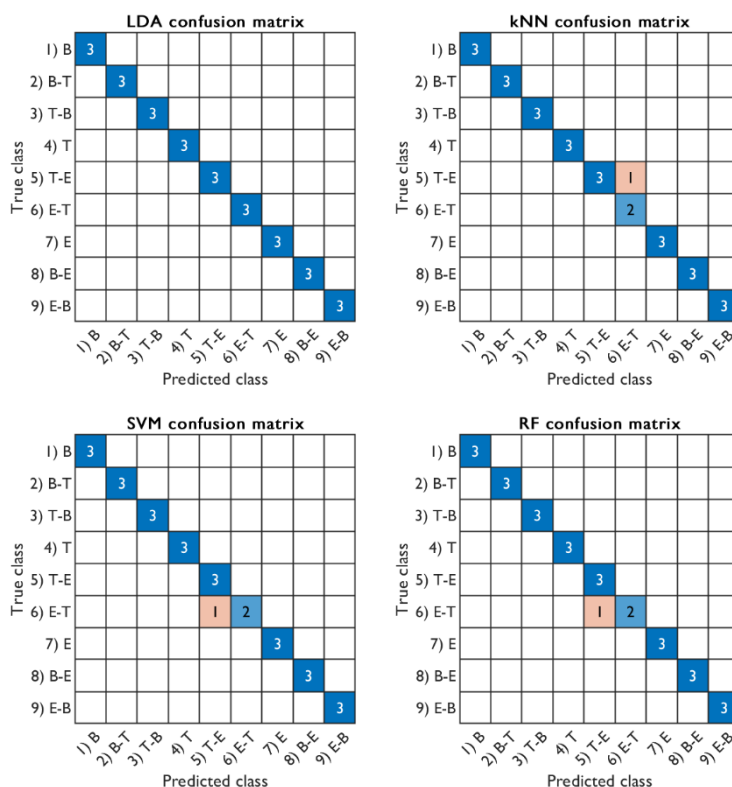 LDA confusion matrix
True class
1) B 3
2) B-T 3
3) T-B 3
4) T 3
5) T-E 3
6) E-T 3
7) E 3
8) B-E 3
9) E-B 3
1) B 2) B-T 3) T-B 4) T 5) T-E 6) E-T 7) E 8) B-E 9) E-B
Predicted class
kNN confusion matrix
True class
1) B 3
2) B-T 3
3) T-B 3
4) T 3
5) T-E 3 1
6) E-T 2
7) E 3
8) B-E 3
9) E-B 3
1) B 2) B-T 3) T-B 4) T 5) T-E 6) E-T 7) E 8) B-E 9) E-B
Predicted class
SVM confusion matrix
True class
1) B 3
2) B-T 3
3) T-B 3
4) T 3
5) T-E 3
6) E-T 1 2
7) E 3
8) B-E 3
9) E-B 3
1) B 2) B-T 3) T-B 4) T 5) T-E 6) E-T 7) E 8) B-E 9) E-B
Predicted class
RF confusion matrix
True class
1) B 3
2) B-T 3
3) T-B 3
4) T 3
5) T-E 3
6) E-T 1 2
7) E 3
8) B-E 3
9) E-B 3
1) B 2) B-T 3) T-B 4) T 5) T-E 6) E-T 7) E 8) B-E 9) E-B
Predicted class